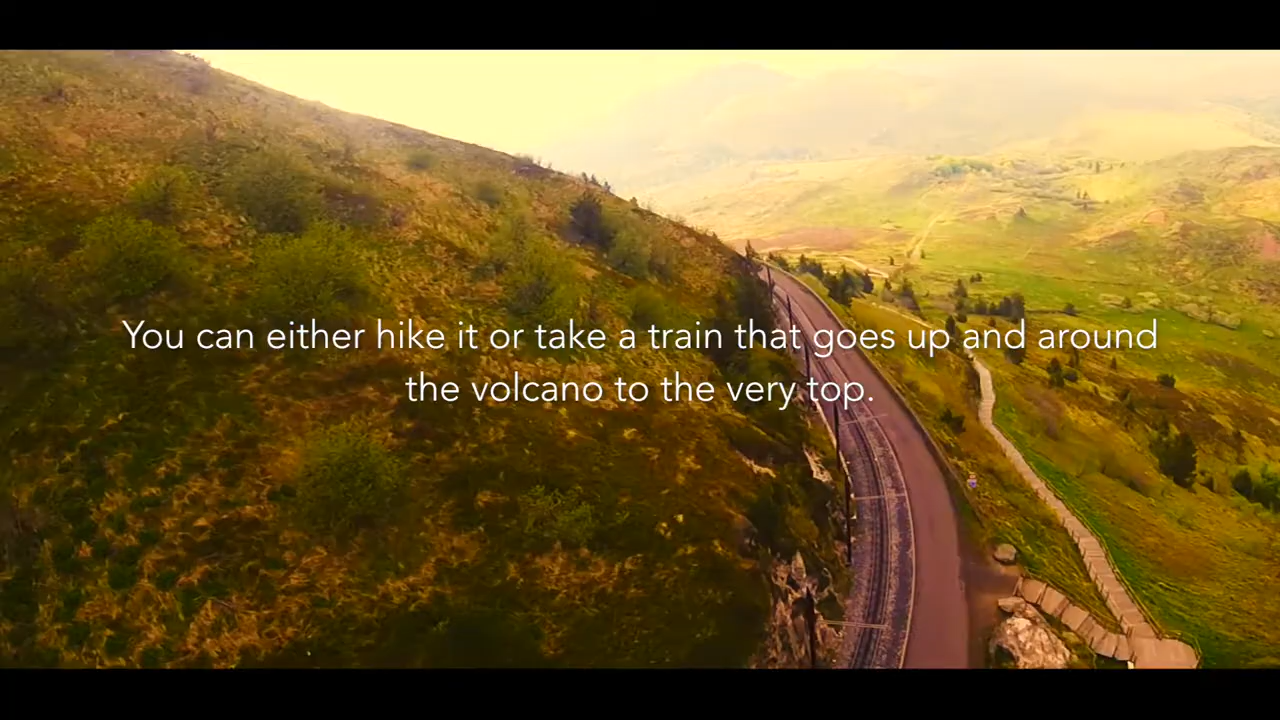 You can either hike it or take a train that goes up and around
the volcano to the very top.